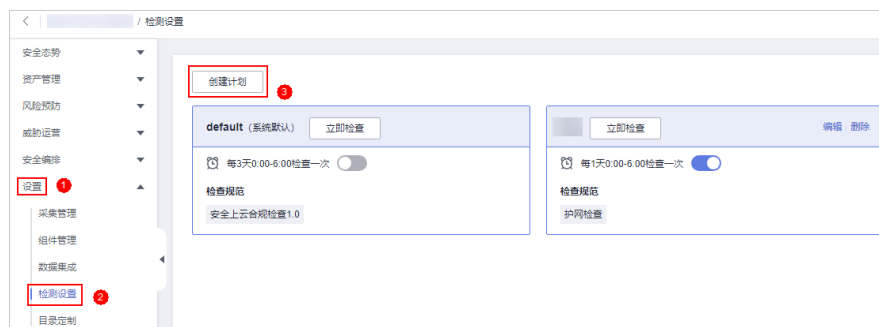 / 检测设置
安全态势
资产管理
风险预防
威胁运营
安全编排
设置 1
采集管理
组件管理
数据集成
检测设置 2
目录定制
创建计划 3
default（系统默认） 立即检查
每3天0:00-6:00检查一次
检查规范
安全上云合规检查1.0
立即检查 编辑 删除
每1天0:00-6:00检查一次
检查规范
护网检查